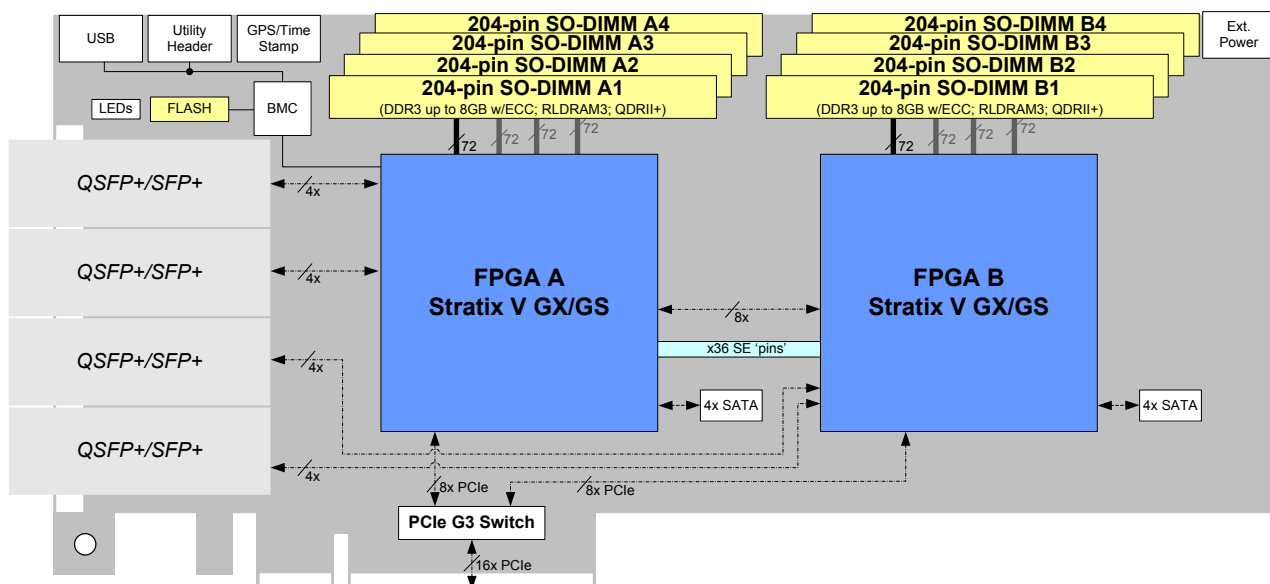 USB
Utility
Header
GPS/Time
Stamp
204-pin SO-DIMM A4
204-pin SO-DIMM A3
204-pin SO-DIMM A2
204-pin SO-DIMM A1
(DDR3 up to 8GB w/ECC; RLDRAM3; QDRII+)
204-pin SO-DIMM B4
204-pin SO-DIMM B3
204-pin SO-DIMM B2
204-pin SO-DIMM B1
(DDR3 up to 8GB w/ECC; RLDRAM3; QDRII+)
Ext.
Power
LEDs
FLASH
BMC
72
72
72
72
72
72
72
72
QSFP+/SFP+
4x
QSFP+/SFP+
4x
QSFP+/SFP+
4x
QSFP+/SFP+
4x
FPGA A
Stratix V GX/GS
8x
x36 SE 'pins'
FPGA B
Stratix V GX/GS
4x SATA
4x SATA
8x PCIe
8x PCIe
PCIe G3 Switch
16x PCIe